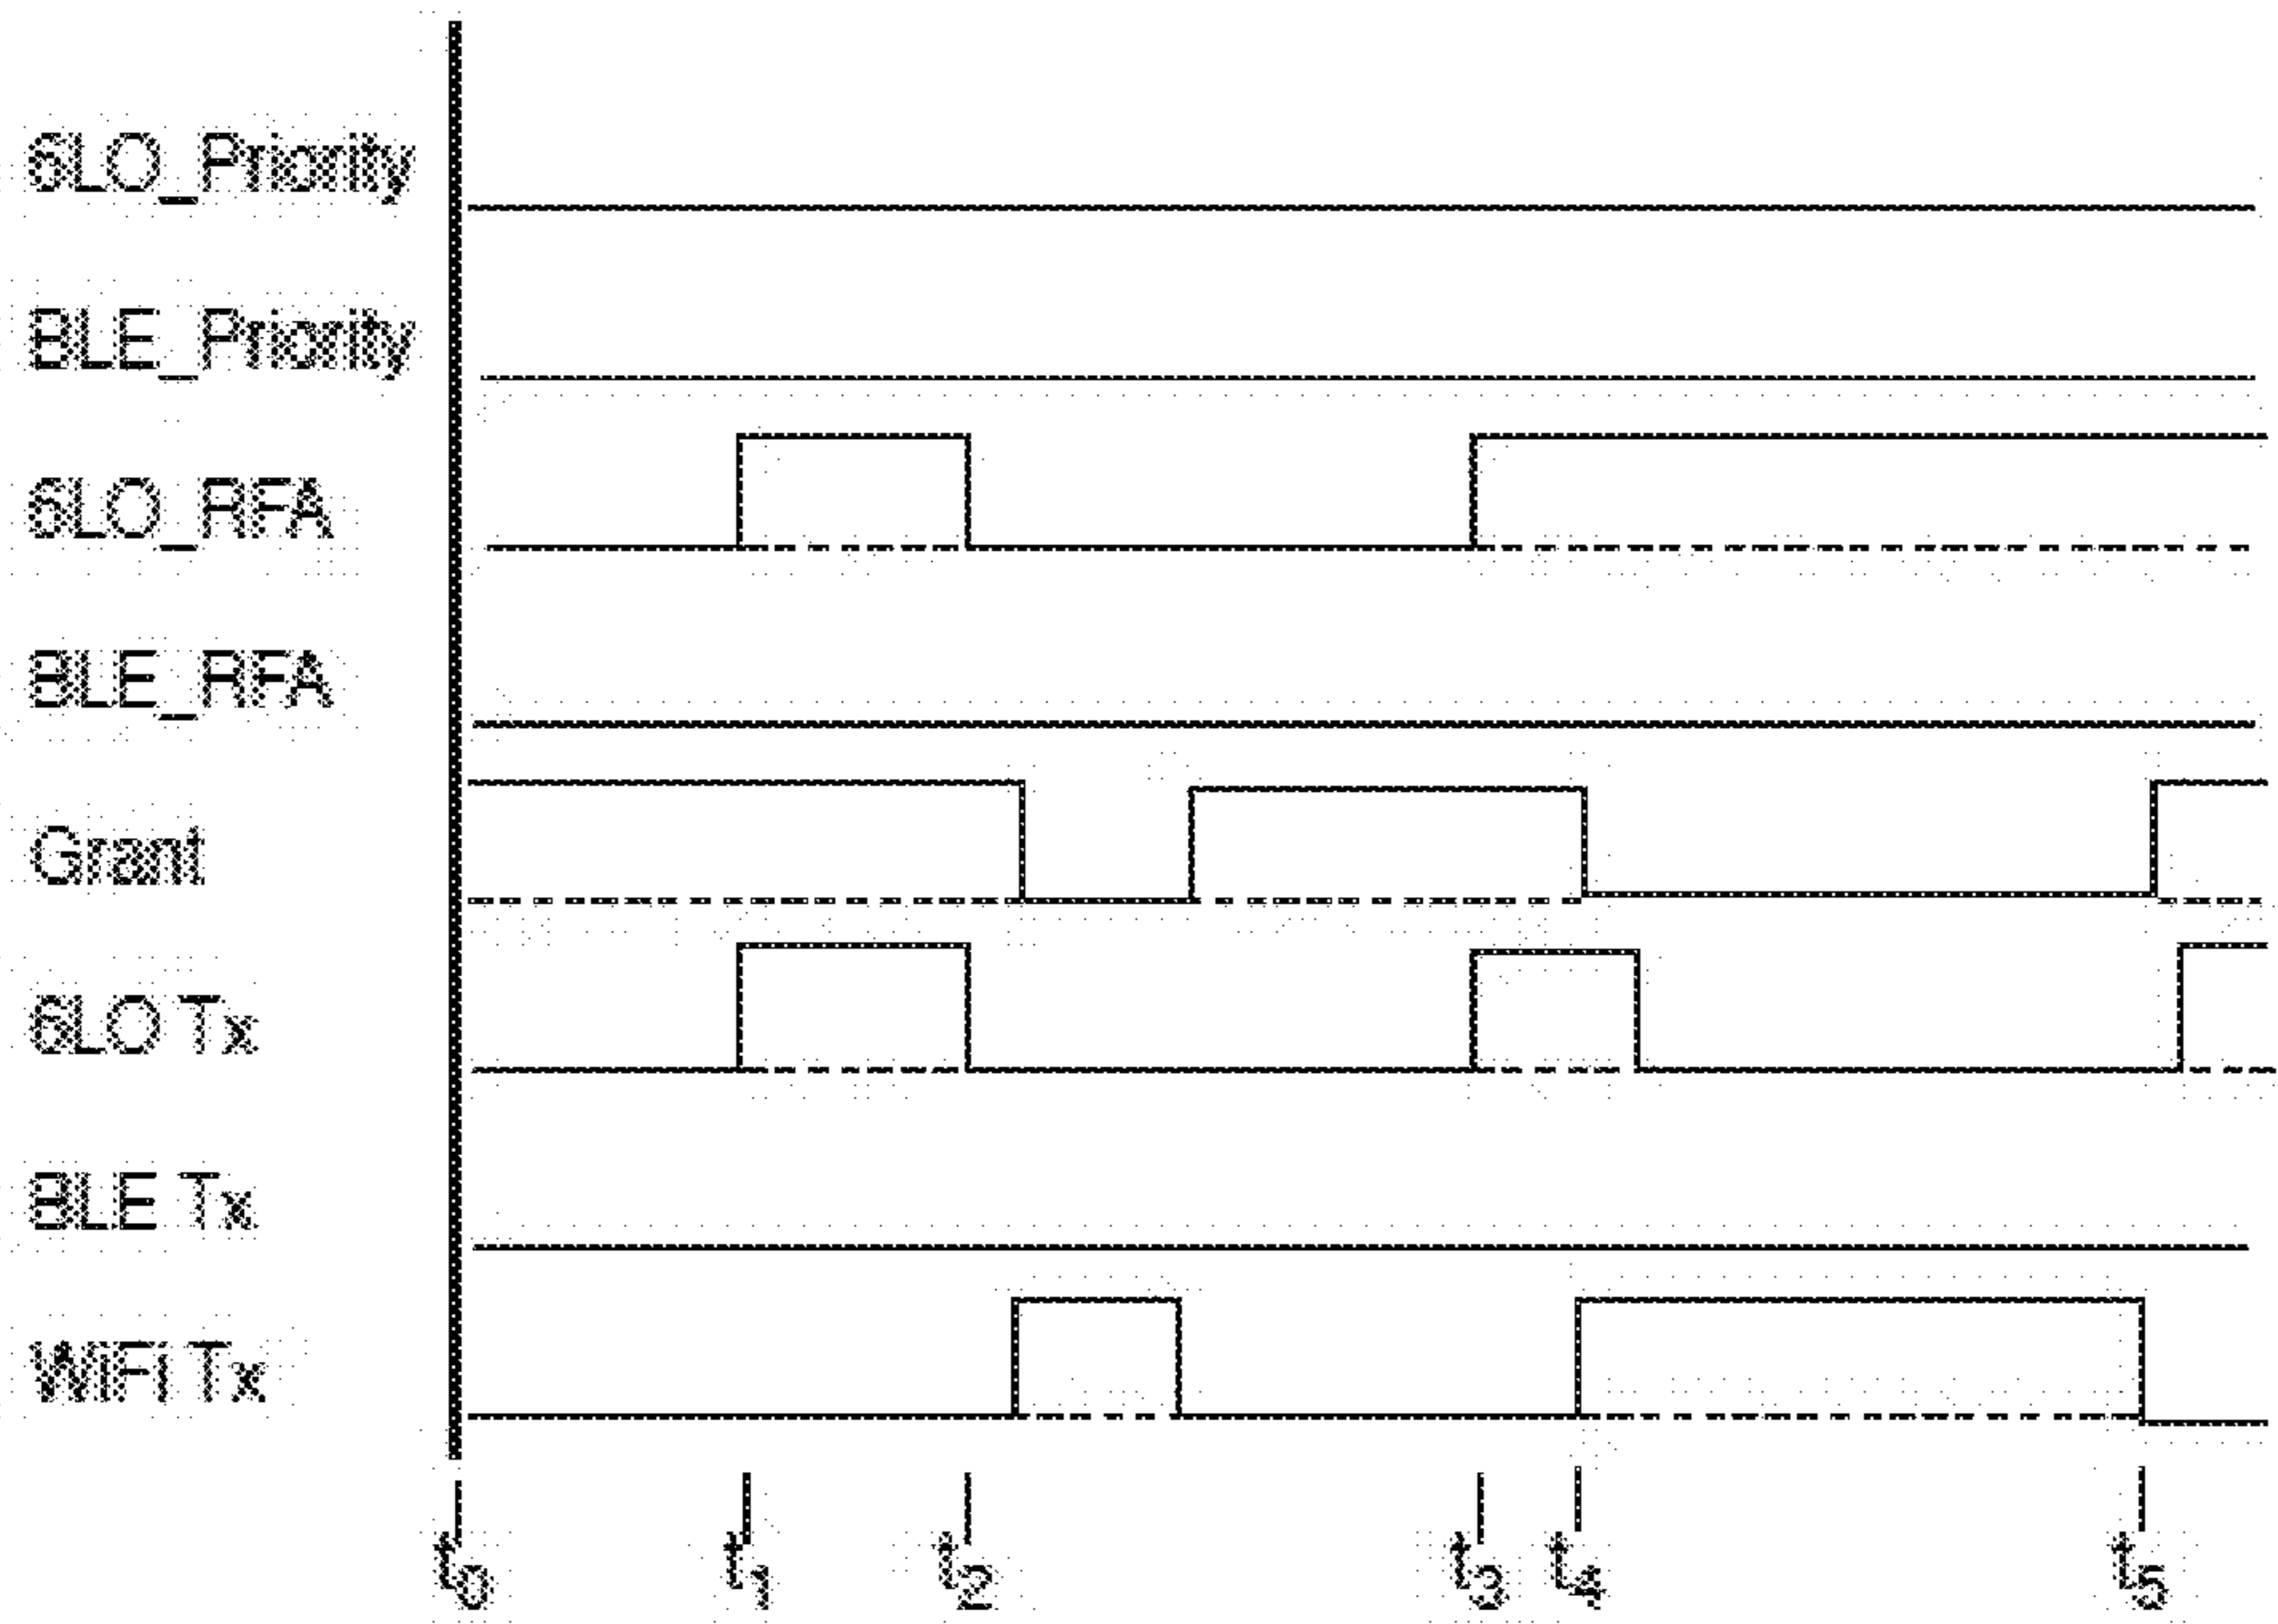 6LO_Priority
BLE_Priority
6LO_RFA
BLE_RFA
Grant
6LO Tx
BLE Tx
WiFi Tx
t0 t1 t2 t3 t4 t5